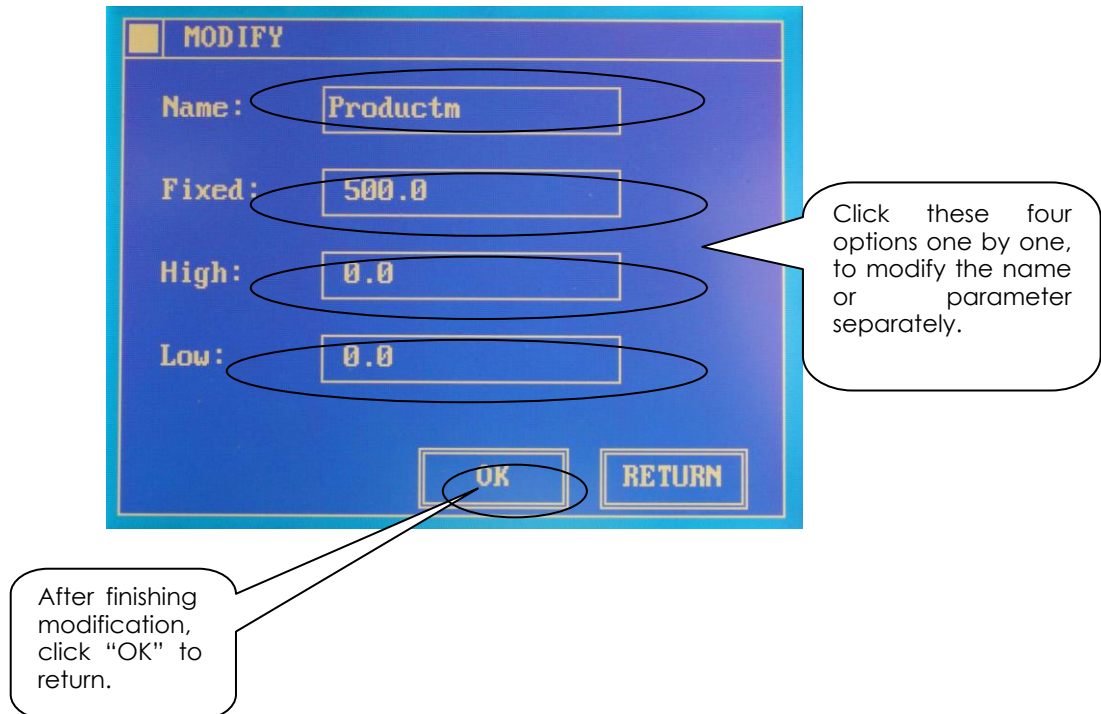 MODIFY
Name: Productm
Fixed: 500.0
High: 0.0
Low: 0.0
OK RETURN
Click these four
options one by one,
to modify the name
or parameter
separately.
After finishing
modification,
click “OK” to
return.